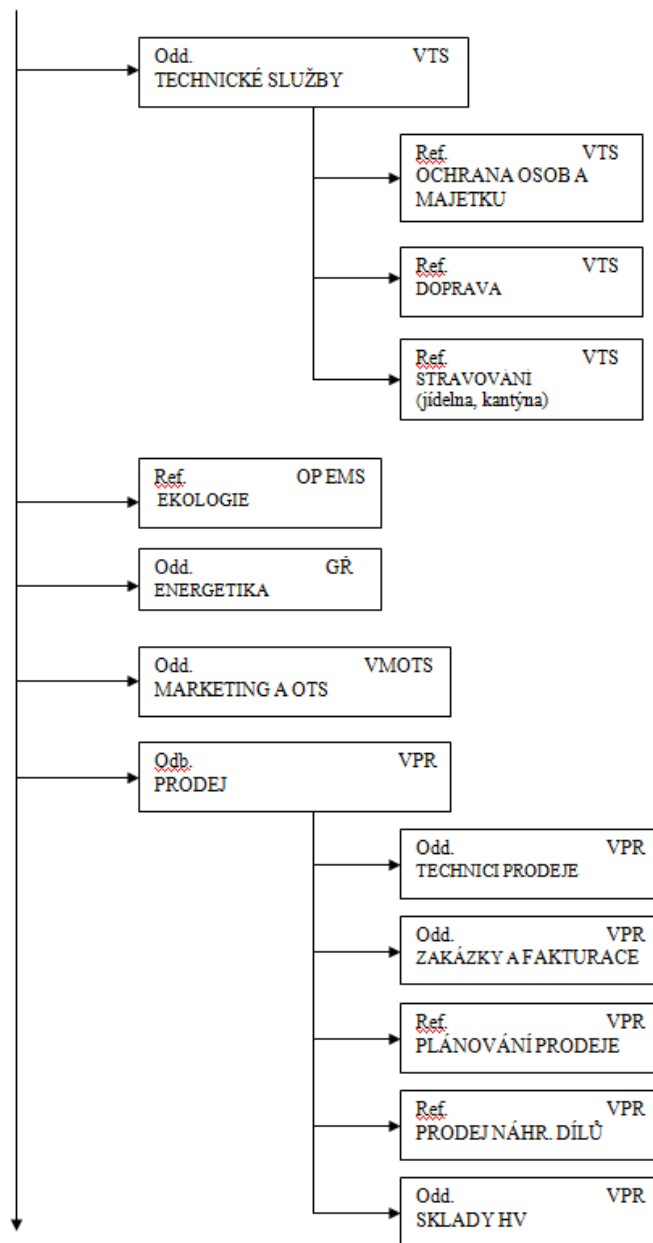 Odd. VTS
TECHNICKÉ SLUŽBY
Ref. VTS
OCHRANA OSOB A
MAJETKU
Ref. VTS
DOPRAVA
Ref. VTS
STRAVOVÁNÍ
(jídelna, kantýna)
Ref. OP EMS
EKOLOGIE
Odd. GŘ
ENERGETIKA
Odd. VMOTS
MARKETING A OTS
Odb. VPR
PRODEJ
Odd. VPR
TECHNICI PRODEJE
Odd. VPR
ZAKÁZKY A FAKTURACE
Ref. VPR
PLÁNOVÁNÍ PRODEJE
Ref. VPR
PRODEJ NÁHR. DÍLŮ
Odd. VPR
SKLADY HV